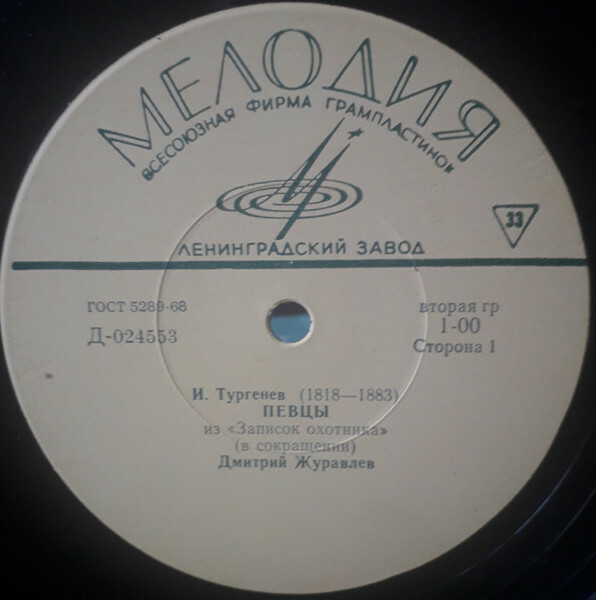 МЕЛОДИЯ
ВСЕСОЮЗНАЯ ФИРМА ГРАМПЛАСТИНОК
33
ЛЕНИНГРАДСКИЙ ЗАВОД
ГОСТ 5289-68
вторая гр
Д-024553
1-00
Сторона 1
И. Тургенев (1818—1883)
ПЕВЦЫ
из «Записок охотника»
(в сокращении)
Дмитрий Журавлев